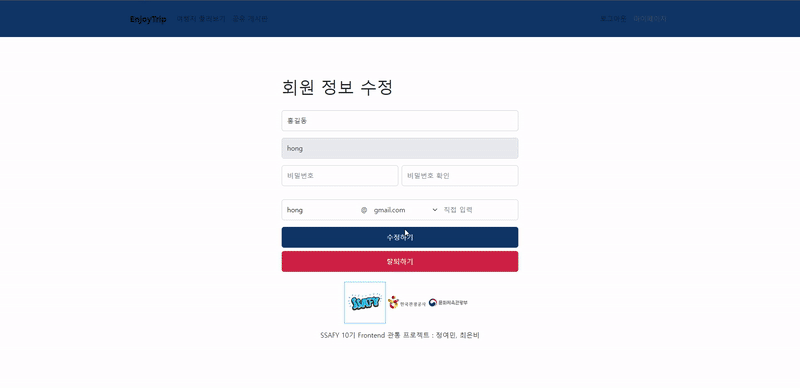 EnjoyTrip 여행지 둘러보기 공유 게시판 로그아웃 마이페이지
회원 정보 수정
홍길동
hong
비밀번호 비밀번호 확인
hong @ gmail.com 직접 입력
수정하기
탈퇴하기
SSAFY 한국관광공사 문화체육관광부
SSAFY 10기 Frontend 관통 프로젝트 : 정여민, 최은비